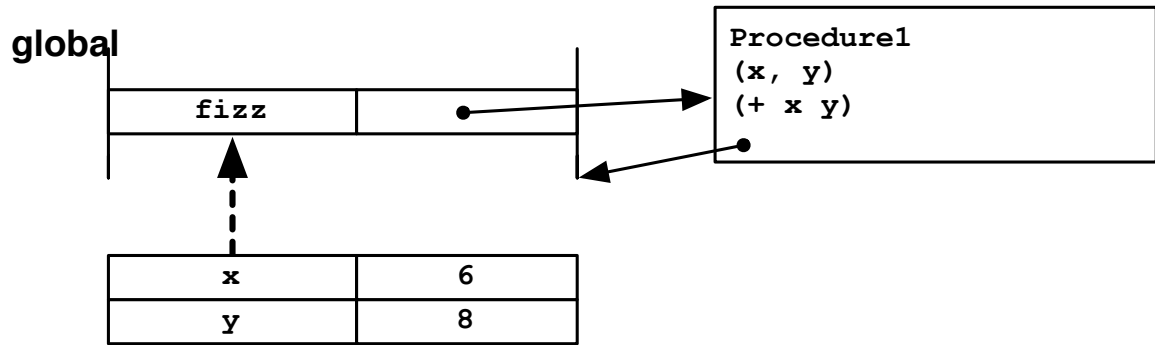 global
Procedure1
(x, y)
(+ x y)
fizz
x 6
y 8